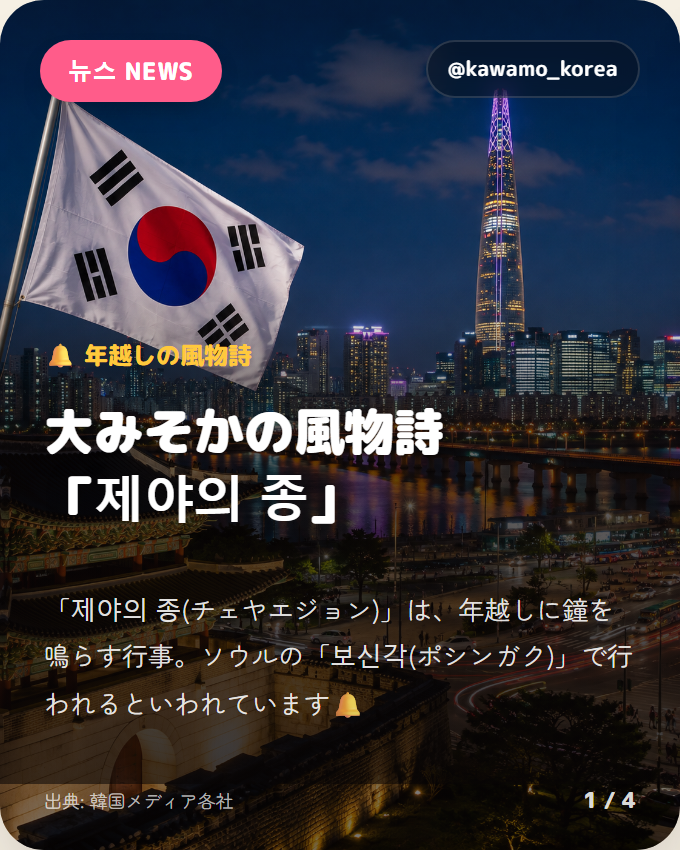 뉴스 NEWS
@kawamo_korea
🔔 年越しの風物詩
大みそかの風物詩
「제야의 종」
「제야의 종(チェヤエジョン)」は、年越しに鐘を
鳴らす行事。ソウルの「보신각(ポシンガク)」で行
われるといわれています🔔
出典: 韓国メディア各社
1 / 4